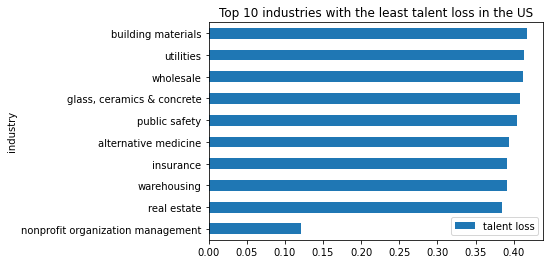 Top 10 industries with the least talent loss in the US
building materials
utilities
wholesale
glass, ceramics & concrete
public safety
alternative medicine
insurance
warehousing
real estate
nonprofit organization management
industry
talent loss
0.00 0.05 0.10 0.15 0.20 0.25 0.30 0.35 0.40